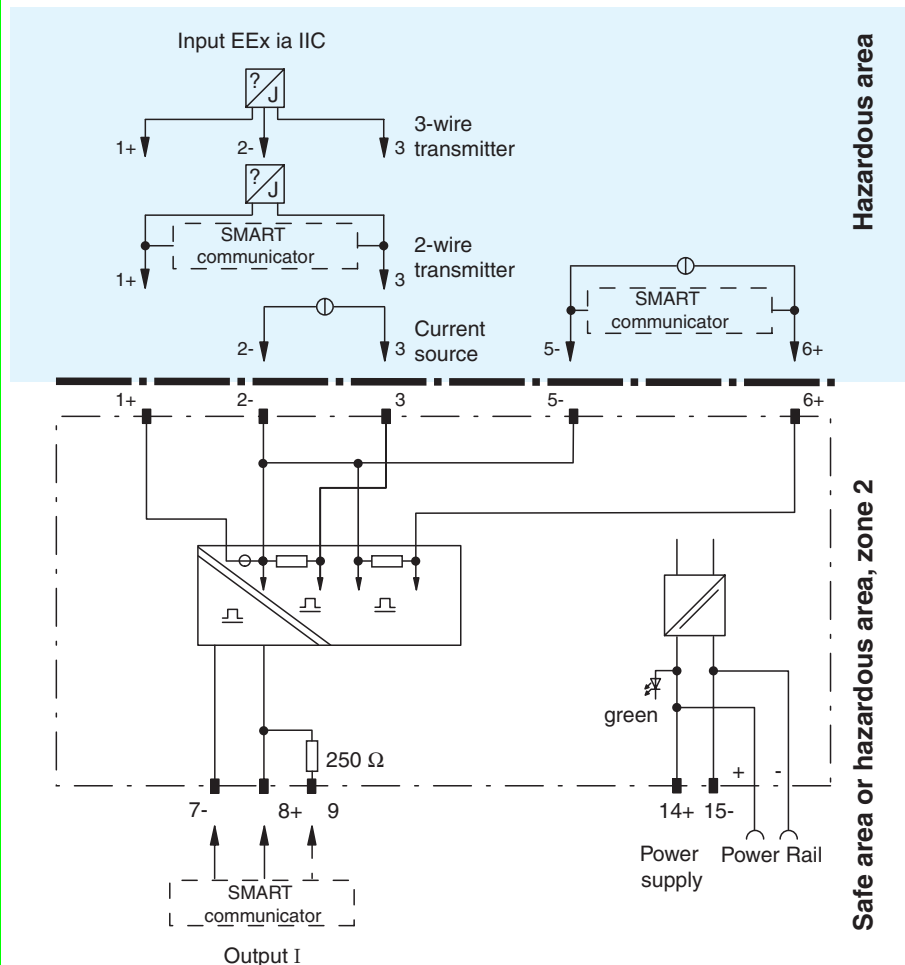 Input EEx ia IIC
Hazardous area
? J
3-wire
transmitter
1+ 2- 3
? J
SMART
communicator
2-wire
transmitter
1+ 3
SMART
communicator
Current
source
2- 3 5- 6+
1+ 2- 3 5- 6+
Safe area or hazardous area, zone 2
green
250 Ω
+ -
7- 8+ 9 14+ 15-
Power
supply
Power Rail
SMART
communicator
Output I